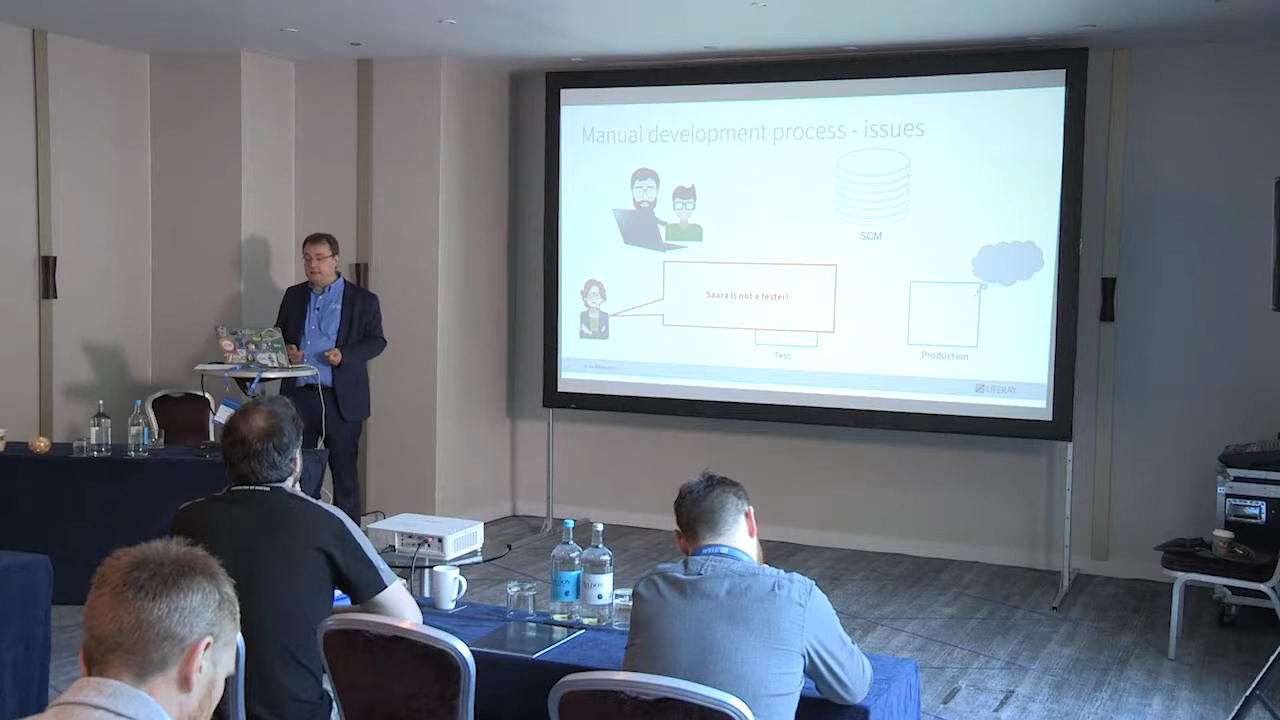 Manual development process - issues
SCM
Saara is not a tester!
Test
Production
LIFERAY